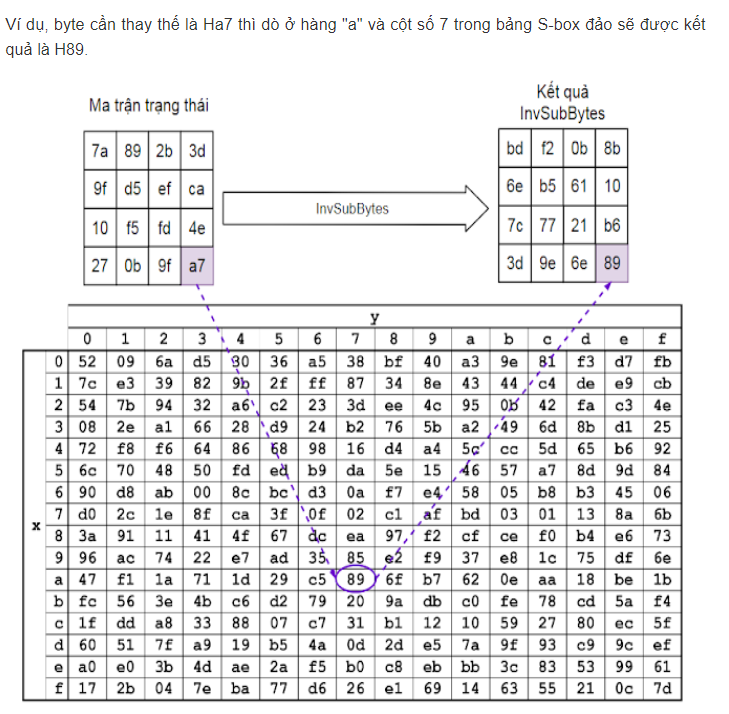 Ví dụ, byte cần thay thế là Ha7 thì dò ở hàng "a" và cột số 7 trong bảng S-box đảo sẽ được kết
quả là H89.
Ma trận trạng thái
7a 89 2b 3d
9f d5 ef ca
10 f5 fd 4e
27 0b 9f a7
InvSubBytes
Kết quả
InvSubBytes
bd f2 0b 8b
6e b5 61 10
7c 77 21 b6
3d 9e 6e 89
y
0 1 2 3 4 5 6 7 8 9 a b c d e f
0 52 09 6a d5 30 36 a5 38 bf 40 a3 9e 81 f3 d7 fb
1 7c e3 39 82 9b 2f ff 87 34 8e 43 44 c4 de e9 cb
2 54 7b 94 32 a6 c2 23 3d ee 4c 95 0b 42 fa c3 4e
3 08 2e a1 66 28 d9 24 b2 76 5b a2 49 6d 8b d1 25
4 72 f8 f6 64 86 68 98 16 d4 a4 5c cc 5d 65 b6 92
5 6c 70 48 50 fd ed b9 da 5e 15 46 57 a7 8d 9d 84
6 90 d8 ab 00 8c bc d3 0a f7 e4 58 05 b8 b3 45 06
x
7 d0 2c 1e 8f ca 3f 0f 02 c1 af bd 03 01 13 8a 6b
8 3a 91 11 41 4f 67 dc ea 97 f2 cf ce f0 b4 e6 73
9 96 ac 74 22 e7 ad 35 85 e2 f9 37 e8 1c 75 df 6e
a 47 f1 1a 71 1d 29 c5 89 6f b7 62 0e aa 18 be 1b
b fc 56 3e 4b c6 d2 79 20 9a db c0 fe 78 cd 5a f4
c 1f dd a8 33 88 07 c7 31 b1 12 10 59 27 80 ec 5f
d 60 51 7f a9 19 b5 4a 0d 2d e5 7a 9f 93 c9 9c ef
e a0 e0 3b 4d ae 2a f5 b0 c8 eb bb 3c 83 53 99 61
f 17 2b 04 7e ba 77 d6 26 e1 69 14 63 55 21 0c 7d